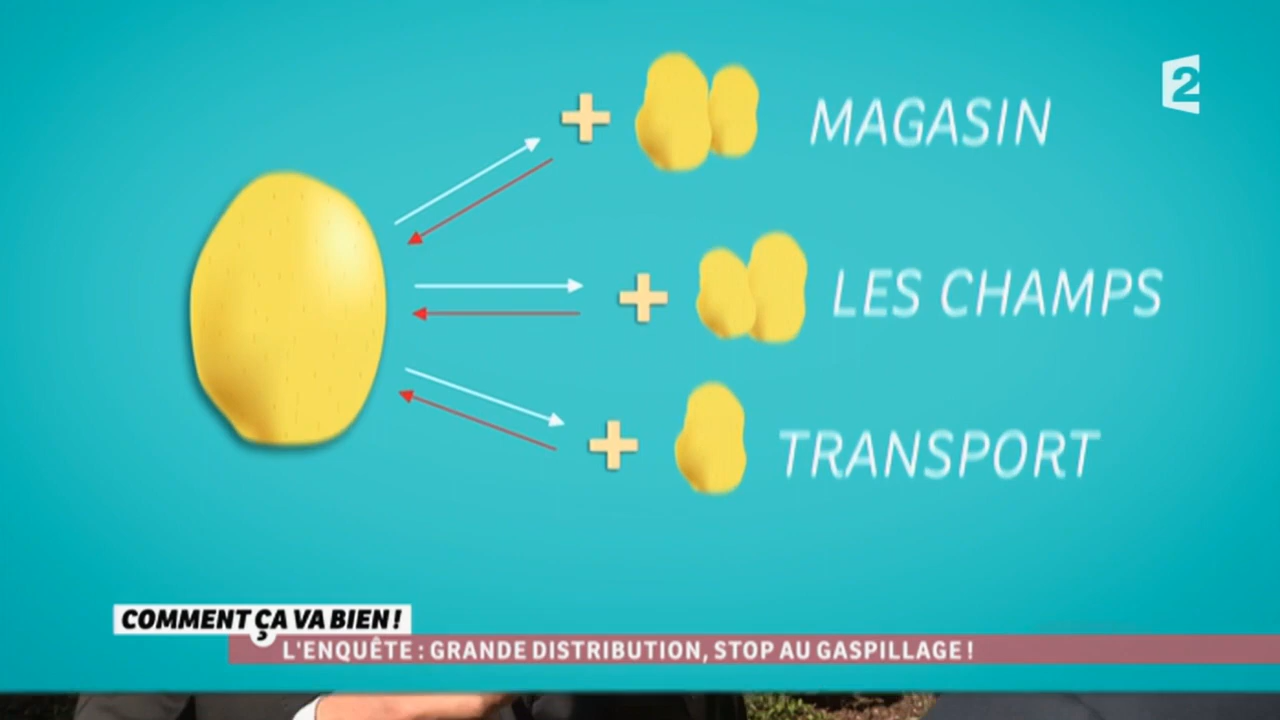 2
MAGASIN
LES CHAMPS
TRANSPORT
COMMENT ÇA VA BIEN !
L'ENQUÊTE : GRANDE DISTRIBUTION, STOP AU GASPILLAGE !